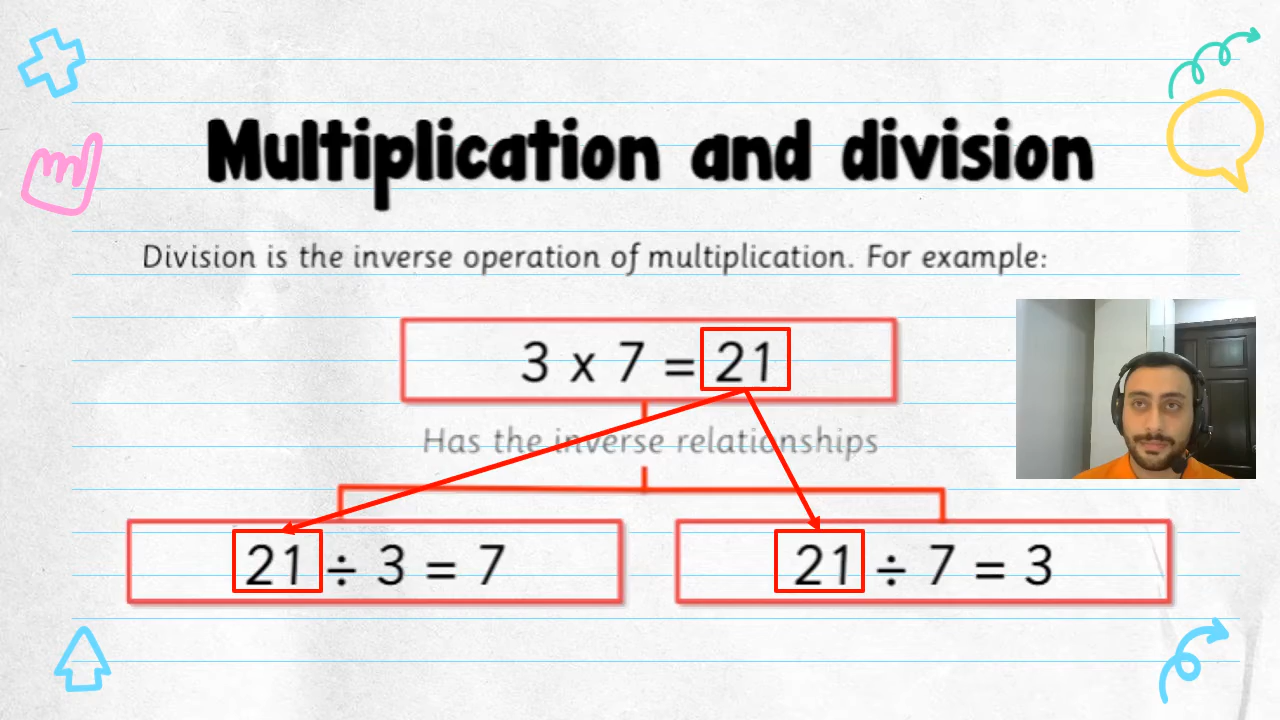 Multiplication and division
Division is the inverse operation of multiplication. For example:
3 x 7 = 21
Has the inverse relationships
21 ÷ 3 = 7
21 ÷ 7 = 3